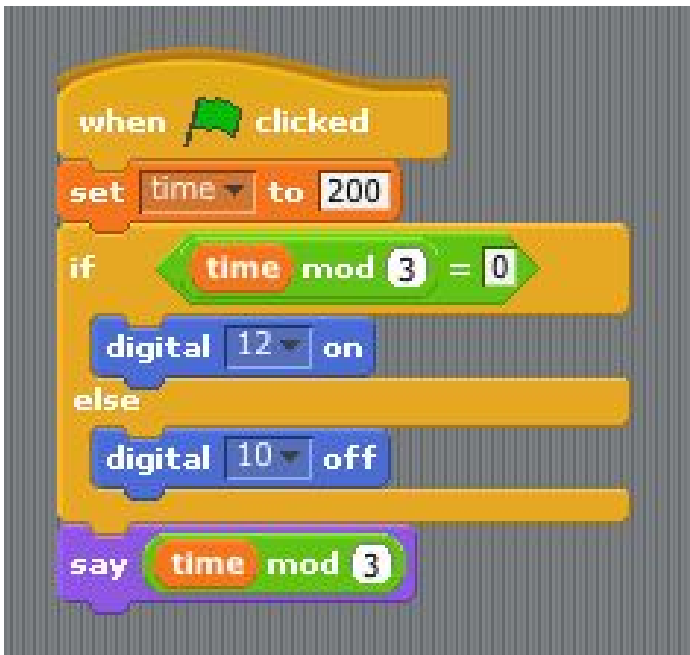 when clicked
set time to 200
if time mod 3 = 0
digital 12 on
else
digital 10 off
say time mod 3